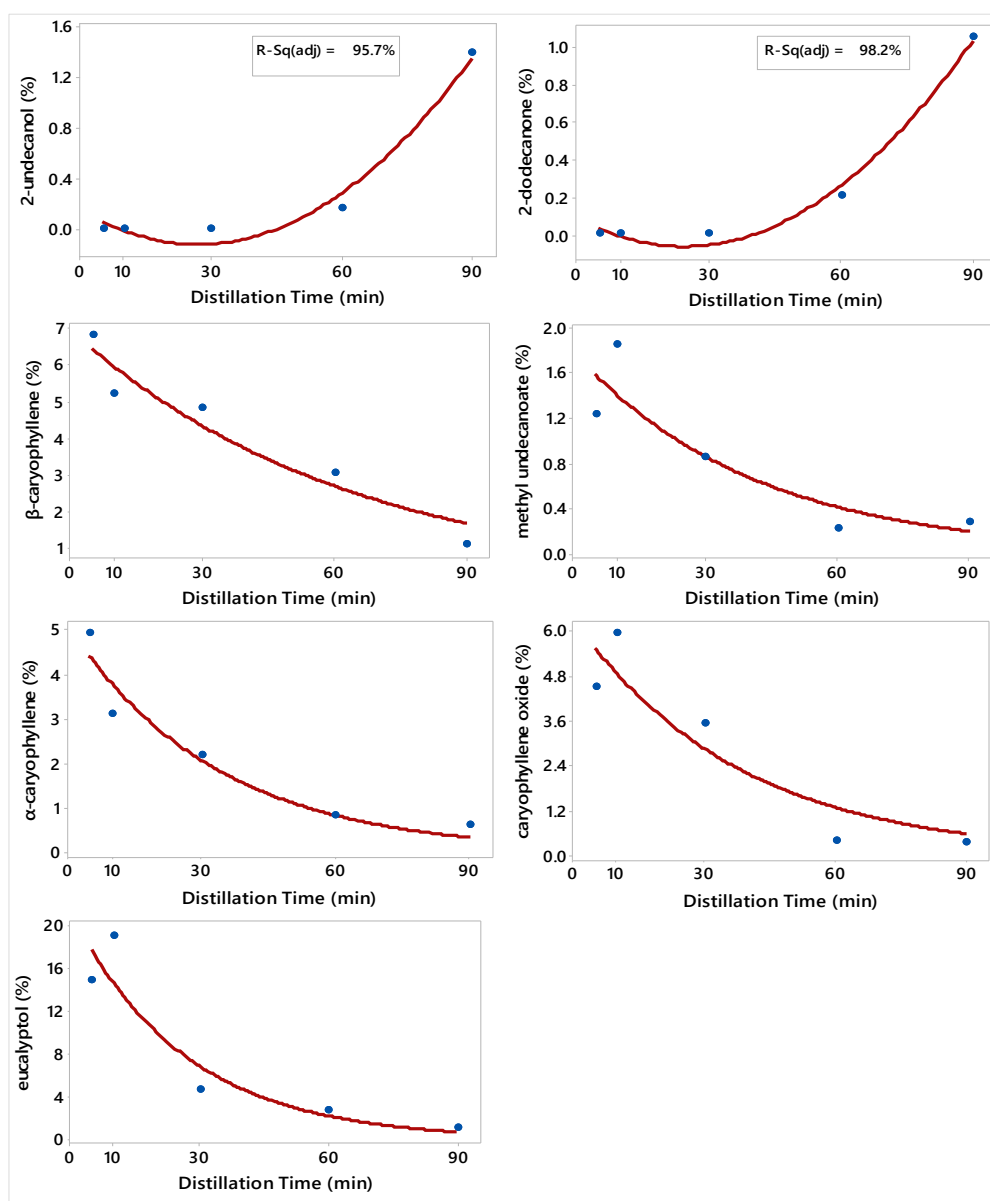 1.6
1.2
0.8
0.4
0.0
2-undecanol (%)
R-Sq(adj) = 95.7%
0 10 30 60 90
Distillation Time (min)
1.0
0.8
0.6
0.4
0.2
0.0
2-dodecanone (%)
R-Sq(adj) = 98.2%
0 10 30 60 90
Distillation Time (min)
7
6
5
4
3
2
1
β-caryophyllene (%)
0 10 30 60 90
Distillation Time (min)
2.0
1.6
1.2
0.8
0.4
0.0
methyl undecanoate (%)
0 10 30 60 90
Distillation Time (min)
5
4
3
2
1
0
α-caryophyllene (%)
0 10 30 60 90
Distillation Time (min)
6.0
4.8
3.6
2.4
1.2
0.0
caryophyllene oxide (%)
0 10 30 60 90
Distillation Time (min)
20
16
12
8
4
0
eucalyptol (%)
0 10 30 60 90
Distillation Time (min)